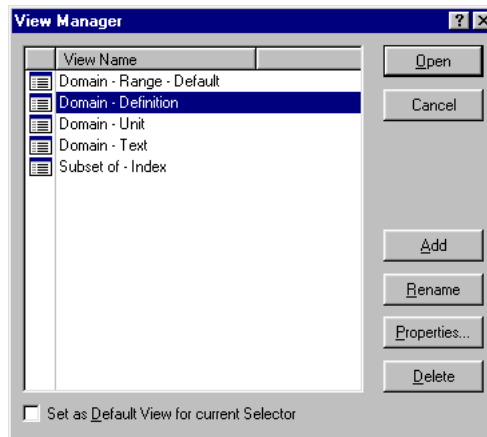 View Manager
View Name
Domain - Range - Default
Domain - Definition
Domain - Unit
Domain - Text
Subset of - Index
Open
Cancel
Add
Rename
Properties...
Delete
Set as Default View for current Selector